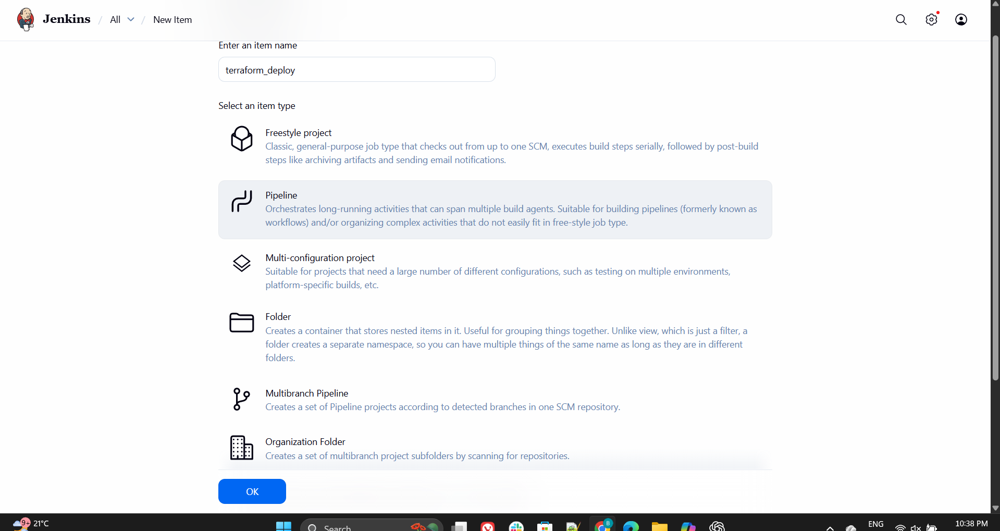 Jenkins / All / New Item
Enter an item name
terraform_deploy
Select an item type
Freestyle project
Classic, general-purpose job type that checks out from up to one SCM, executes build steps serially, followed by post-build
steps like archiving artifacts and sending email notifications.
Pipeline
Orchestrates long-running activities that can span multiple build agents. Suitable for building pipelines (formerly known as
workflows) and/or organizing complex activities that do not easily fit in free-style job type.
Multi-configuration project
Suitable for projects that need a large number of different configurations, such as testing on multiple environments,
platform-specific builds, etc.
Folder
Creates a container that stores nested items in it. Useful for grouping things together. Unlike view, which is just a filter, a
folder creates a separate namespace, so you can have multiple things of the same name as long as they are in different
folders.
Multibranch Pipeline
Creates a set of Pipeline projects according to detected branches in one SCM repository.
Organization Folder
Creates a set of multibranch project subfolders by scanning for repositories.
OK
9+ 21°C Search B ENG 10:38 PM